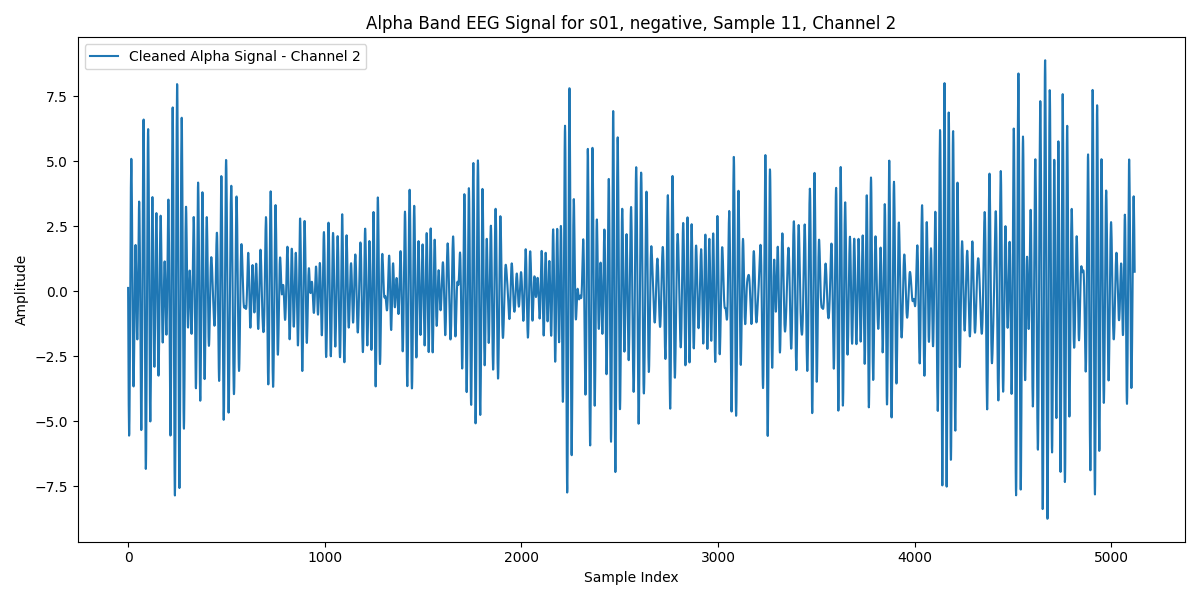 Alpha Band EEG Signal for s01, negative, Sample 11, Channel 2
Cleaned Alpha Signal - Channel 2
7.5
5.0
2.5
0.0
−2.5
−5.0
−7.5
Amplitude
0 1000 2000 3000 4000 5000
Sample Index